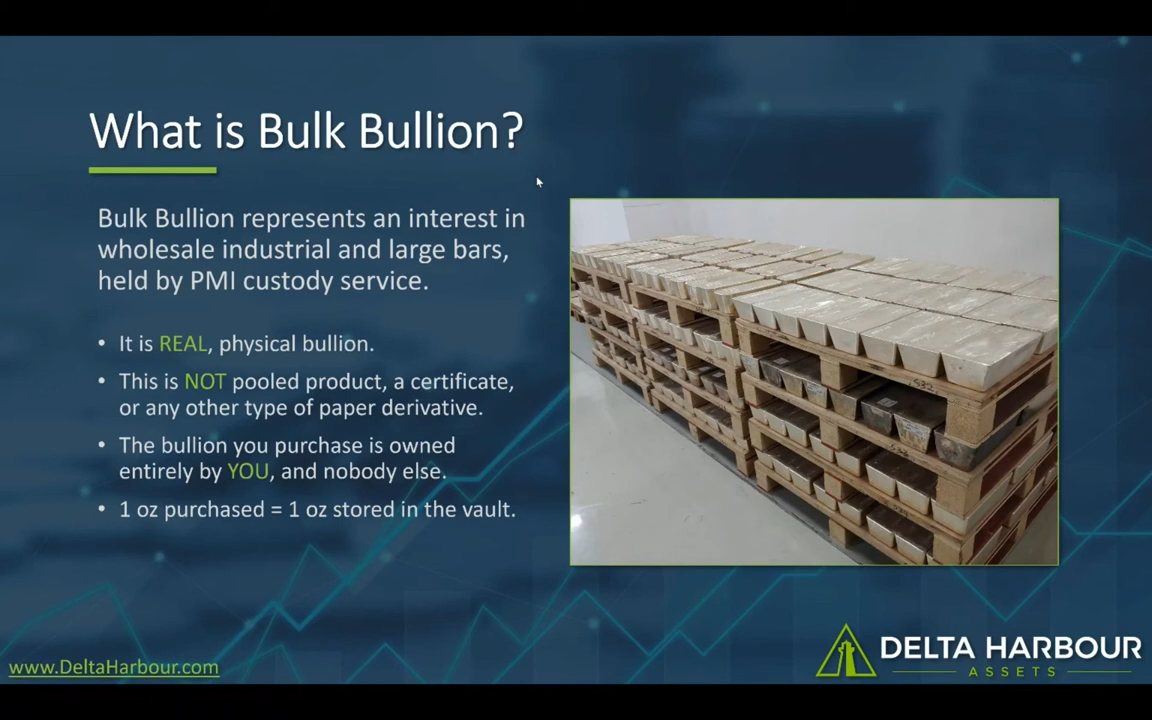 What is Bulk Bullion?
Bulk Bullion represents an interest in
wholesale industrial and large bars,
held by PMI custody service.
• It is REAL, physical bullion.
• This is NOT pooled product, a certificate,
or any other type of paper derivative.
• The bullion you purchase is owned
entirely by YOU, and nobody else.
• 1 oz purchased = 1 oz stored in the vault.
www.DeltaHarbour.com
DELTA HARBOUR
ASSETS